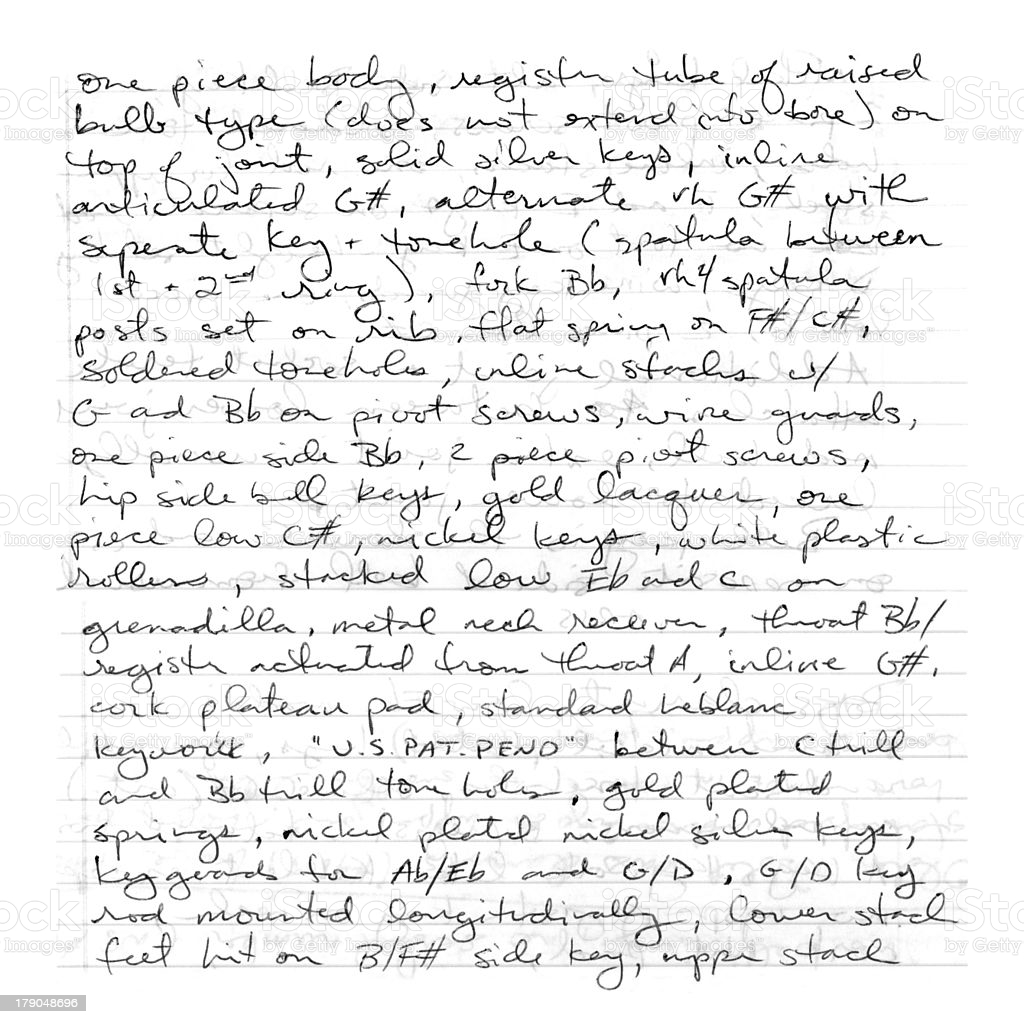 one piece body, register tube of raised
bulb type (does not extend into bore) on
top of joint, solid silver keys, inline
articulated G#, alternate rh G# with
seperate key + tonehole (spatula between
1st + 2nd ring), fork Bb, rh4 spatula
posts set on rib, flat spring on F#/C#,
soldered toneholes, inline stacks w/
G ad Bb on pivot screws, wire guards,
one piece side Bb, 2 piece pivot screws,
hip side bell keys, gold lacquer, one
piece low C#, nickel keys, white plastic
rollers, stacked low Eb ad C on
grenadilla, metal neck receiver, throat Bb/
register actuated from throat A, inline G#,
cork plateau pad, standard Leblanc
keywork, "U.S. PAT. PEND" between C trill
and Bb trill tone holes, gold plated
springs, nickel plated nickel silver keys,
key guards for Ab/Eb and G/D, G/D key
rod mounted longitudinally, lower stack
feet hit on B/F# side key, upper stack
iStock
by Getty Images
179048696